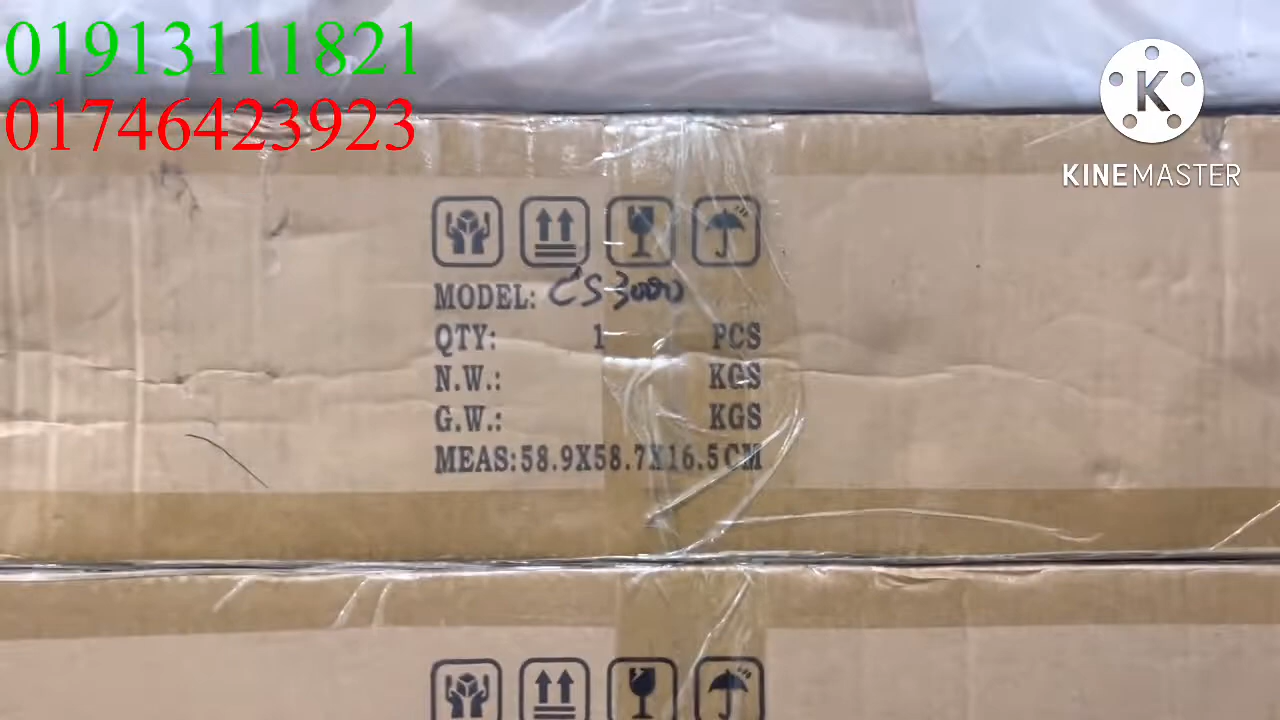 01913111821
01746423923
K
KINEMASTER
MODEL: CS3000
QTY: 1 PCS
N.W.: KGS
G.W.: KGS
MEAS:58.9X58.7X16.5CM